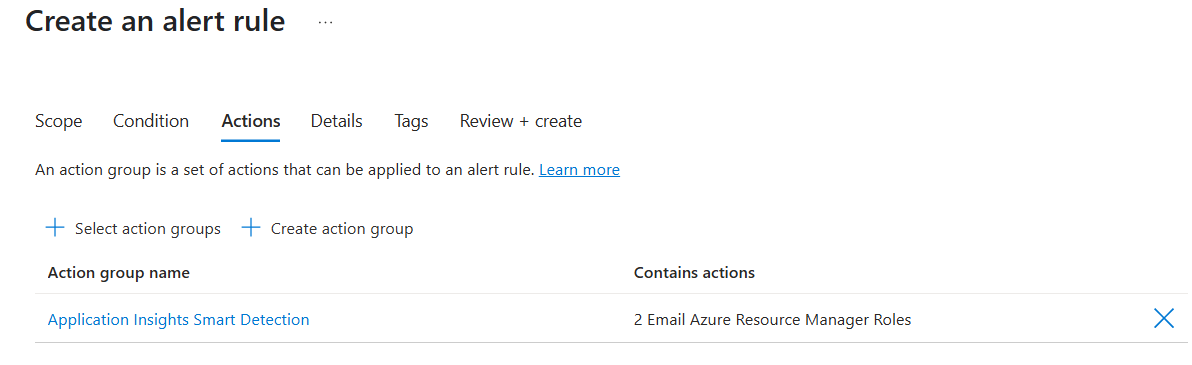 Create an alert rule ...
Scope Condition Actions Details Tags Review + create
An action group is a set of actions that can be applied to an alert rule. Learn more
Select action groups Create action group
Action group name Contains actions
Application Insights Smart Detection 2 Email Azure Resource Manager Roles